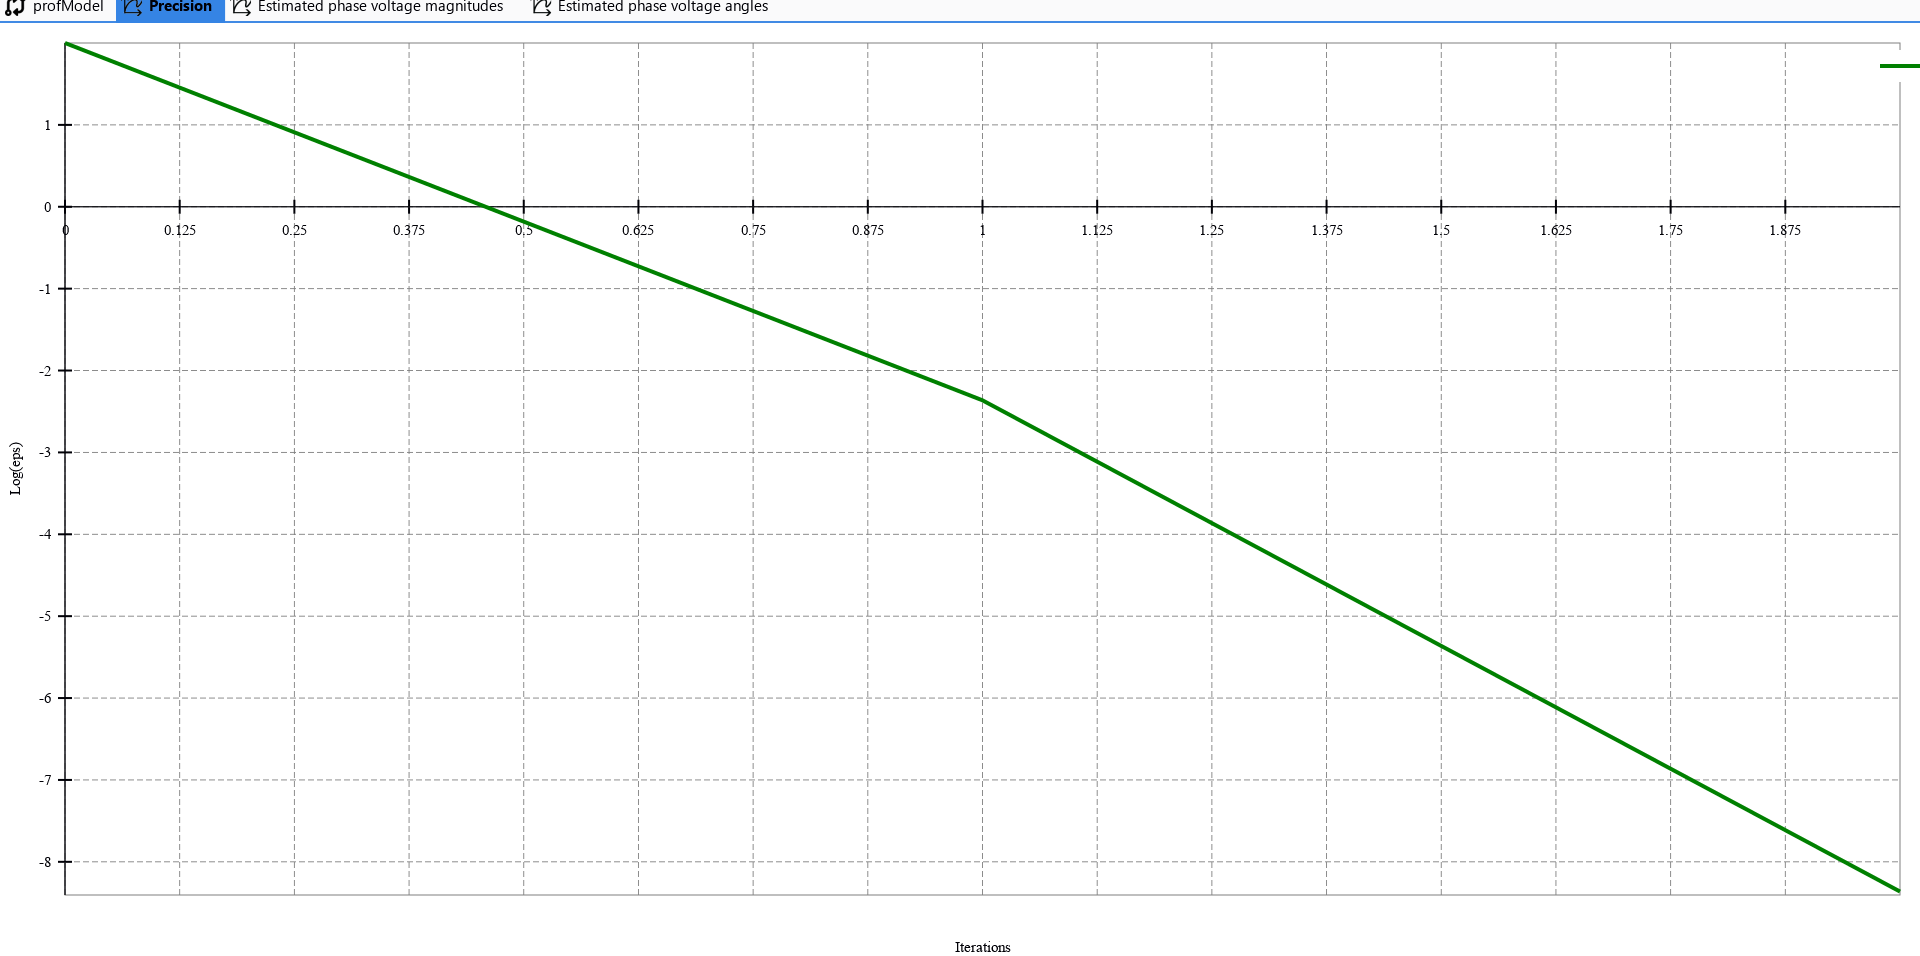 profModel Precision Estimated phase voltage magnitudes Estimated phase voltage angles
1
0
0 0.125 0.25 0.375 0.5 0.625 0.75 0.875 1 1.125 1.25 1.375 1.5 1.625 1.75 1.875
-1
-2
-3
Log(eps)
-4
-5
-6
-7
-8
Iterations